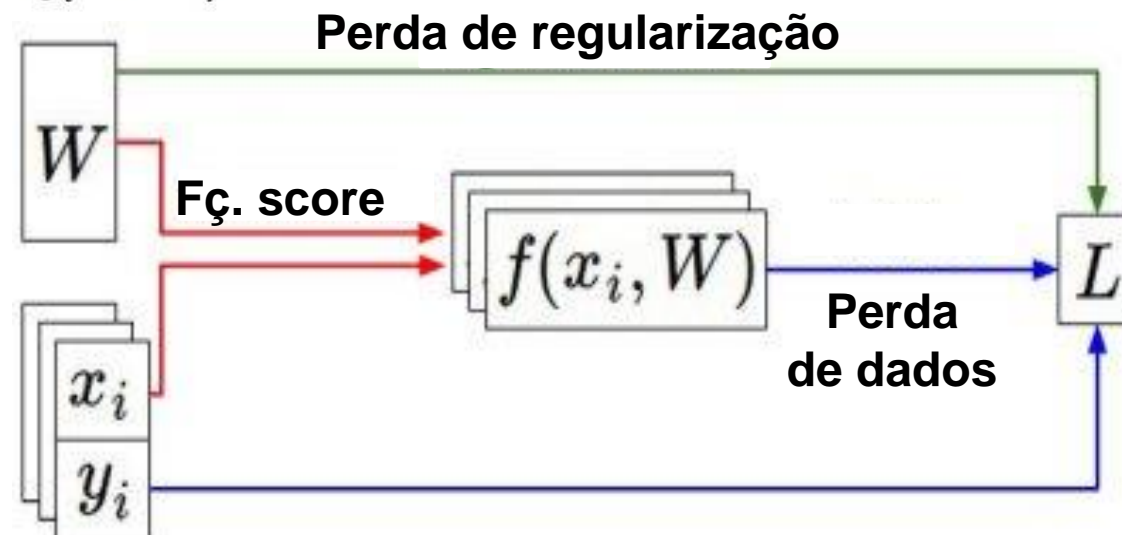 Perda de regularização
W
Fç. score
f(x_i, W)
L
Perda
de dados
x_i
y_i